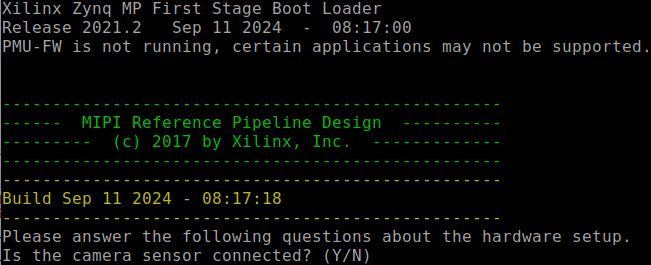 Xilinx Zynq MP First Stage Boot Loader
Release 2021.2   Sep 11 2024  -  08:17:00
PMU-FW is not running, certain applications may not be supported.
--------------------------------------------------
------  MIPI Reference Pipeline Design  ----------
---------  (c) 2017 by Xilinx, Inc.  -------------
--------------------------------------------------
--------------------------------------------------
Build Sep 11 2024 - 08:17:18
--------------------------------------------------
Please answer the following questions about the hardware setup.
Is the camera sensor connected? (Y/N)